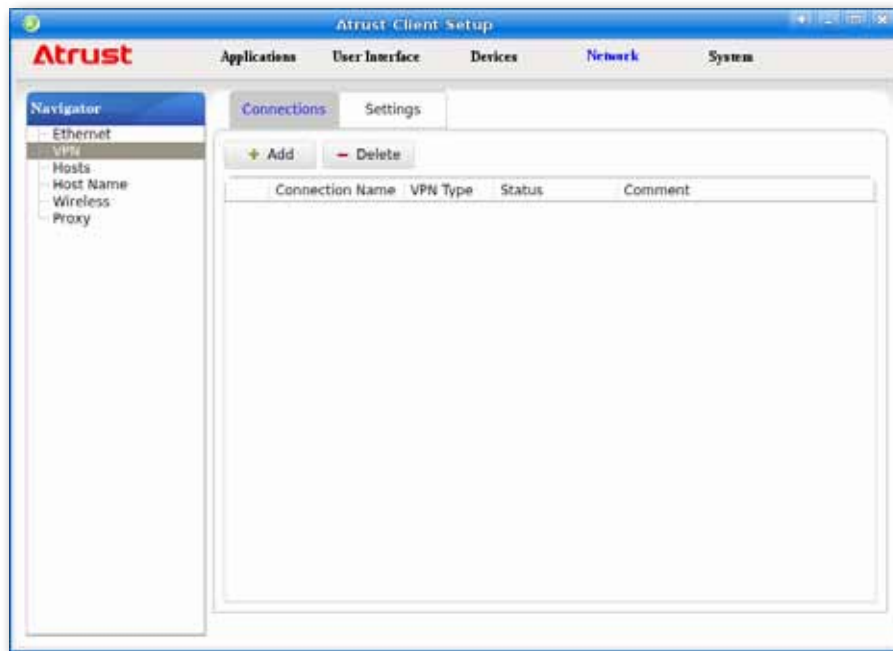 Atrust Client Setup
Atrust Applications User Interface Devices Network System
Navigator
Ethernet
VPN
Hosts
Host Name
Wireless
Proxy
Connections Settings
+ Add − Delete
Connection Name VPN Type Status Comment